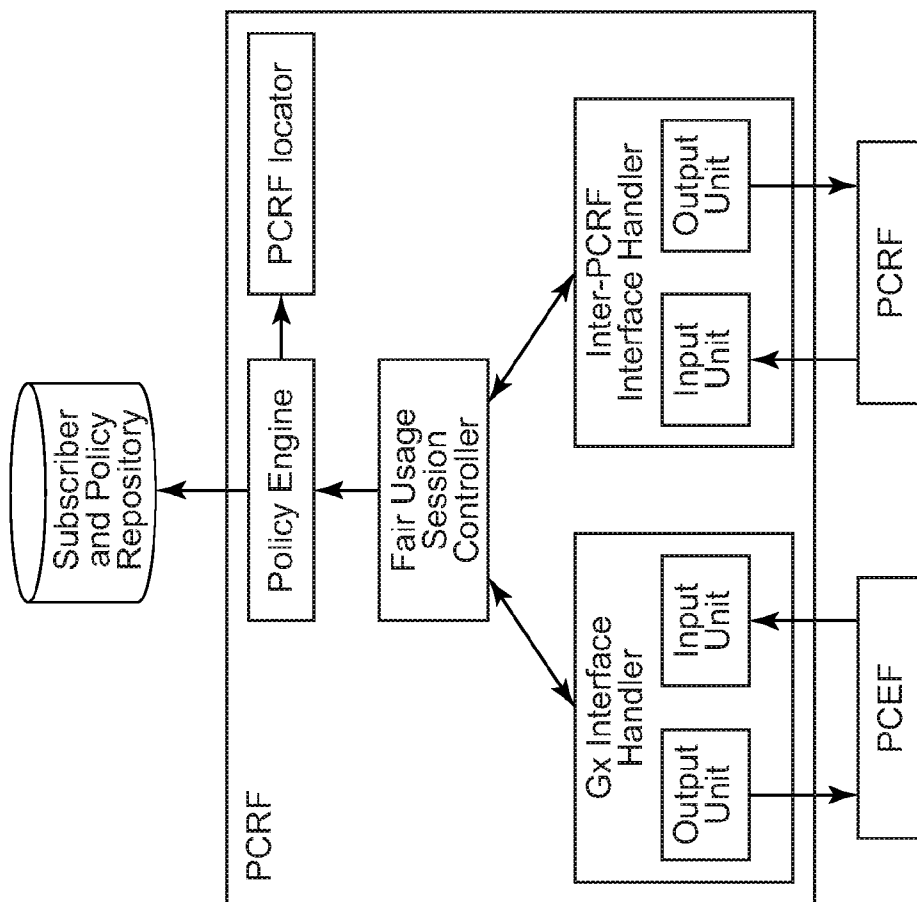 Subscriber
and Policy
Repository
PCRF
Policy Engine
PCRF locator
Fair Usage
Session
Controller
Gx Interface
Handler
Output
Unit
Input
Unit
Inter-PCRF
Interface Handler
Input
Unit
Output
Unit
PCEF
PCRF